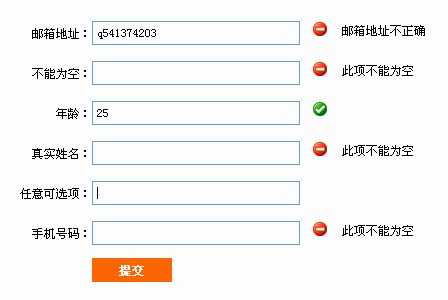 邮箱地址： q541374203 邮箱地址不正确
不能为空： 此项不能为空
年龄： 25
真实姓名： 此项不能为空
任意可选项：
手机号码： 此项不能为空
提交